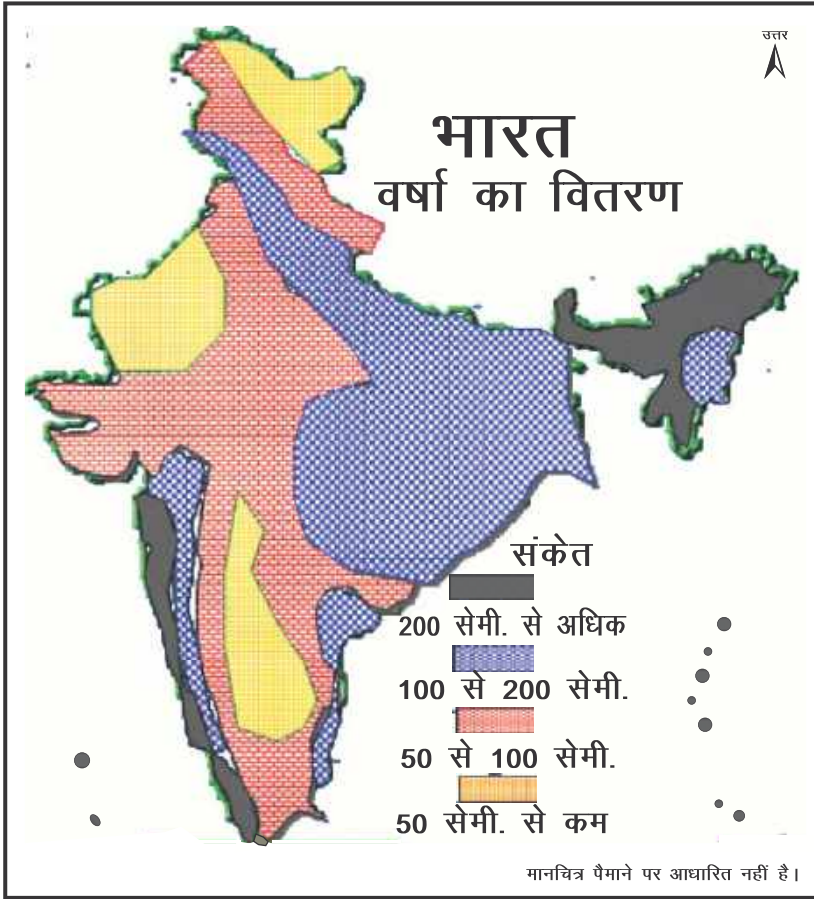 उत्तर
भारत
वर्षा का वितरण
संकेत
200 सेमी. से अधिक
100 से 200 सेमी.
50 से 100 सेमी.
50 सेमी. से कम
मानचित्र पैमाने पर आधारित नहीं है।